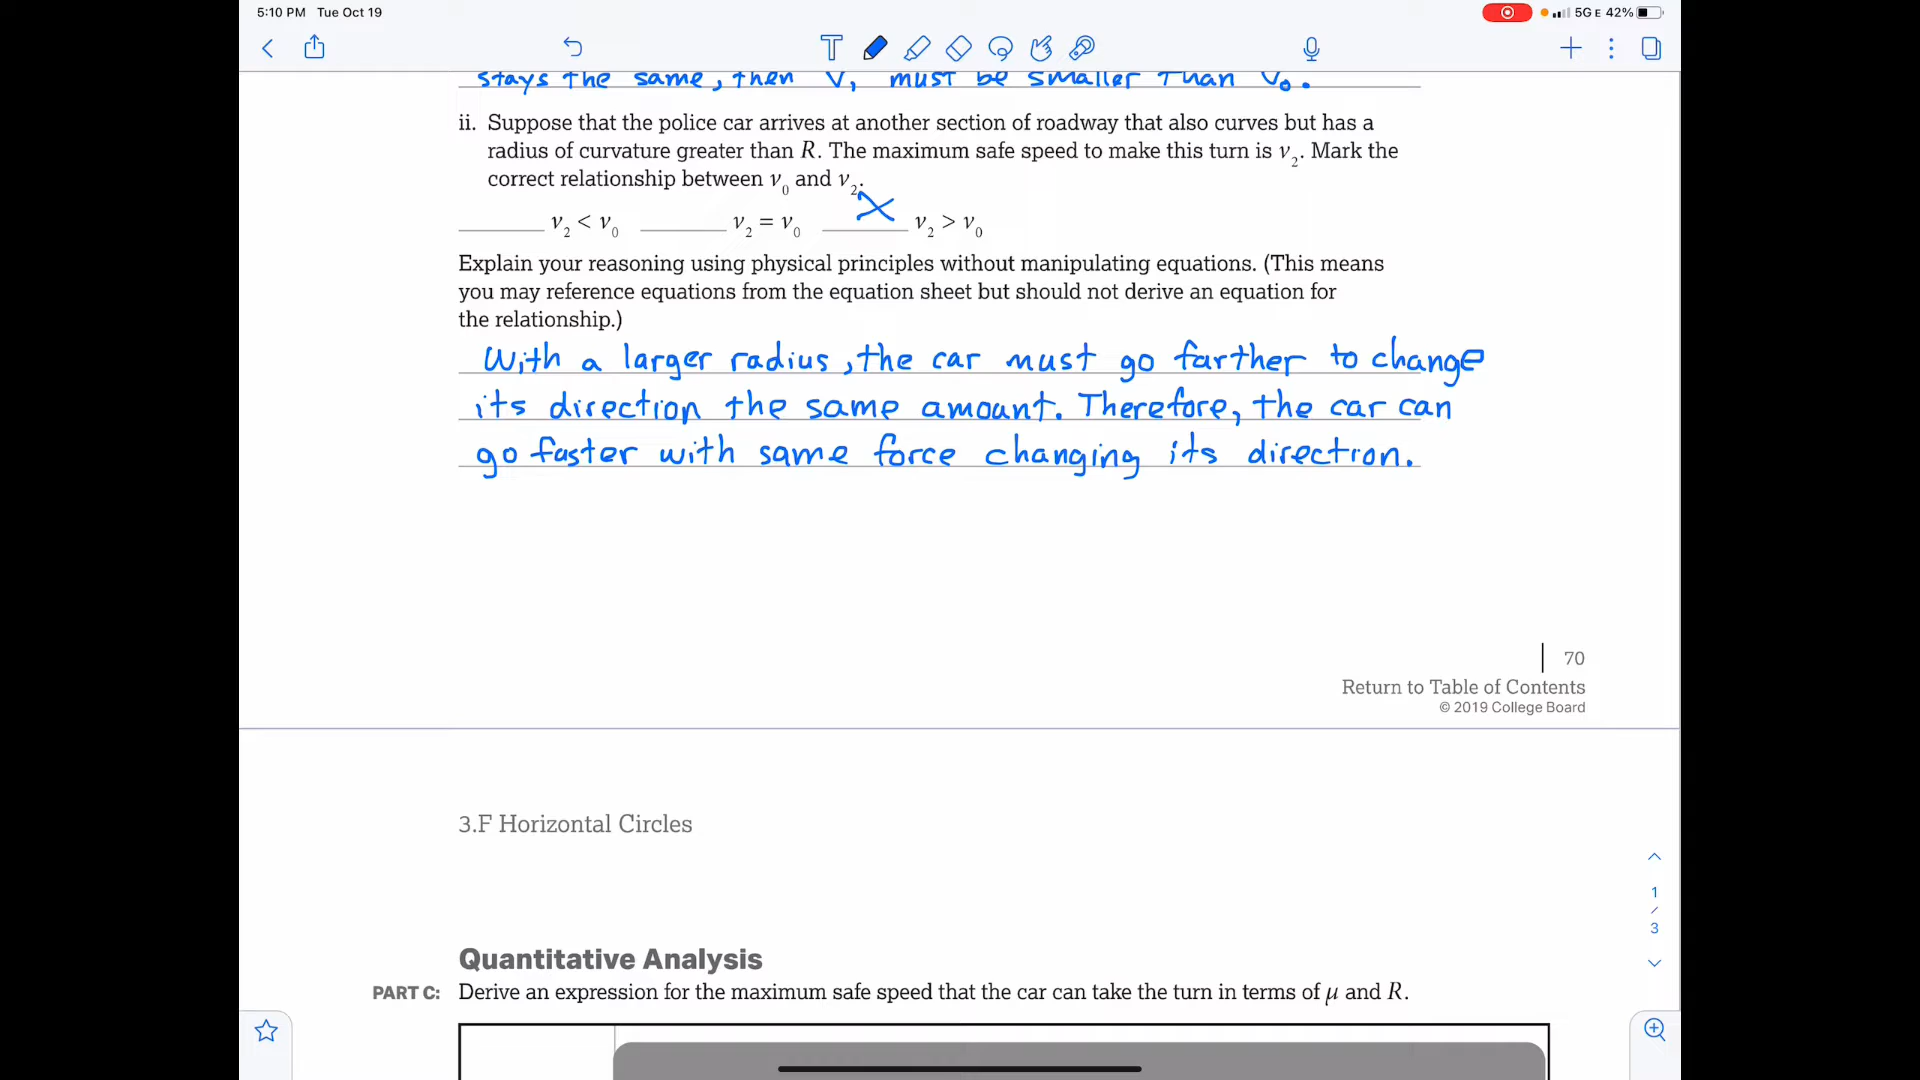 5:10 PM Tue Oct 19 5G E 42%
stays the same, then V₁ must be smaller than V₀.
ii. Suppose that the police car arrives at another section of roadway that also curves but has a
radius of curvature greater than R. The maximum safe speed to make this turn is v₂. Mark the
correct relationship between v₀ and v₂.
X
______ v₂ < v₀ ______ v₂ = v₀ ______ v₂ > v₀
Explain your reasoning using physical principles without manipulating equations. (This means
you may reference equations from the equation sheet but should not derive an equation for
the relationship.)
With a larger radius, the car must go farther to change
its direction the same amount. Therefore, the car can
go faster with same force changing its direction.
70
Return to Table of Contents
© 2019 College Board
3.F Horizontal Circles
1
/
3
Quantitative Analysis
PART C: Derive an expression for the maximum safe speed that the car can take the turn in terms of μ and R.